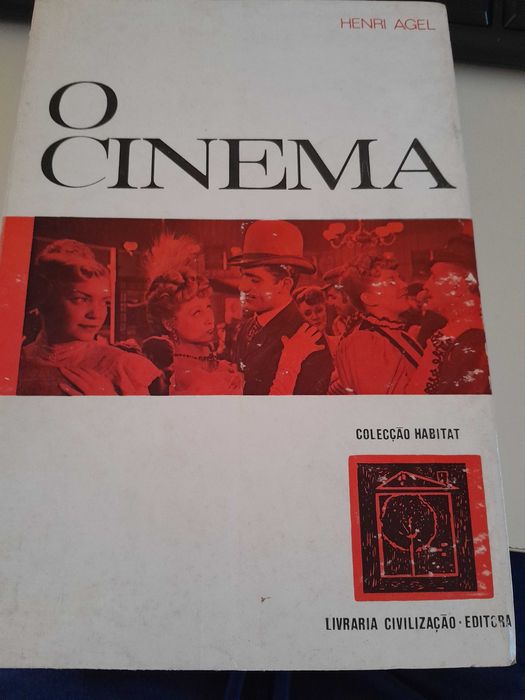 HENRI AGEL
O
CINEMA
COLECÇÃO HABITAT
LIVRARIA CIVILIZAÇÃO • EDITORA